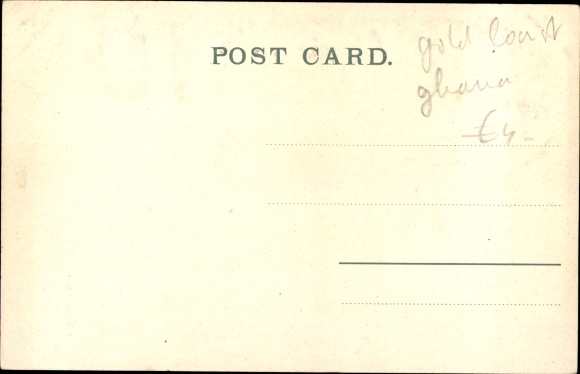 POST CARD.
gold Coast
ghana
€4-